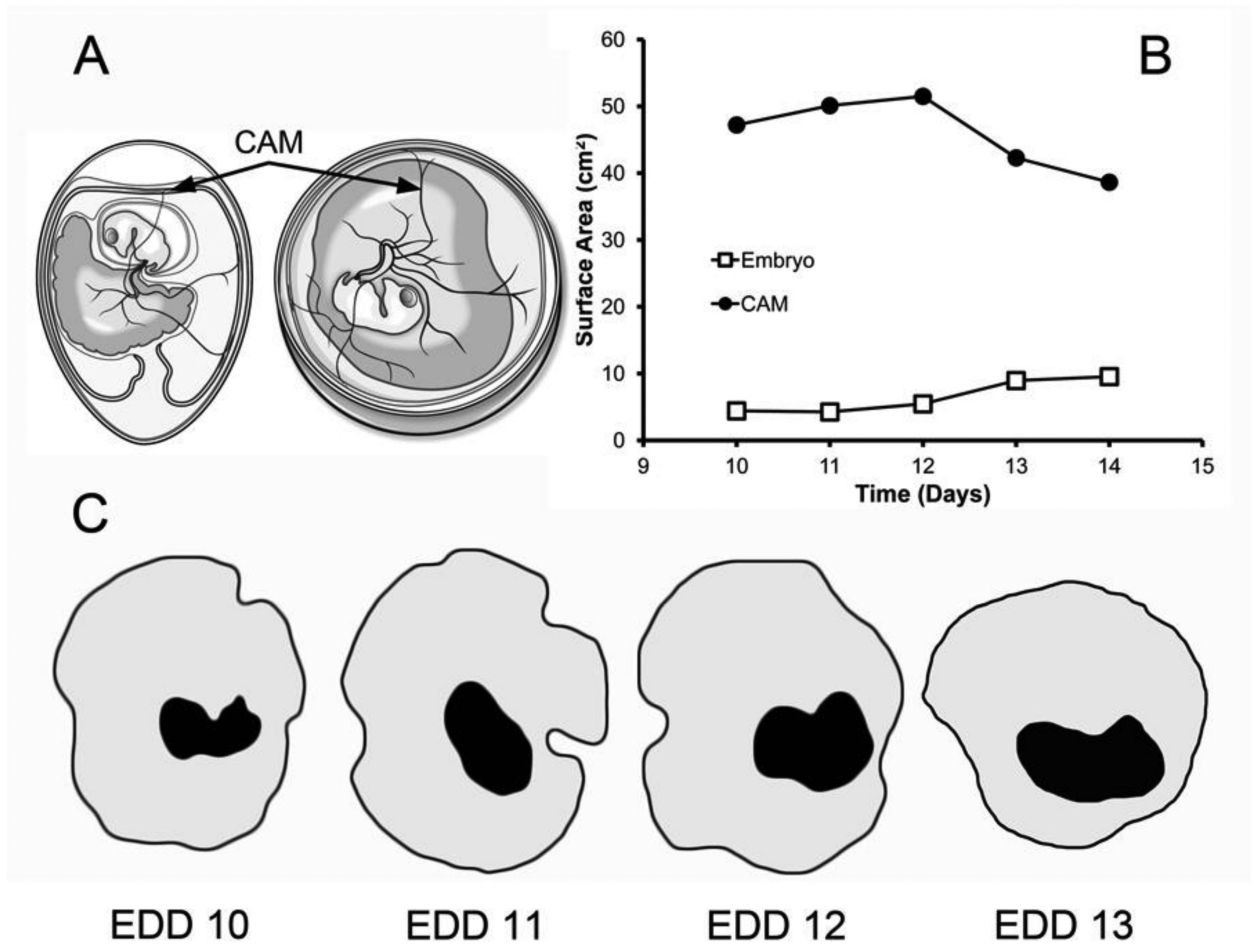 A
CAM
B
60
50
40
30
20
10
0
Surface Area (cm²)
Embryo
CAM
9 10 11 12 13 14 15
Time (Days)
C
EDD 10 EDD 11 EDD 12 EDD 13